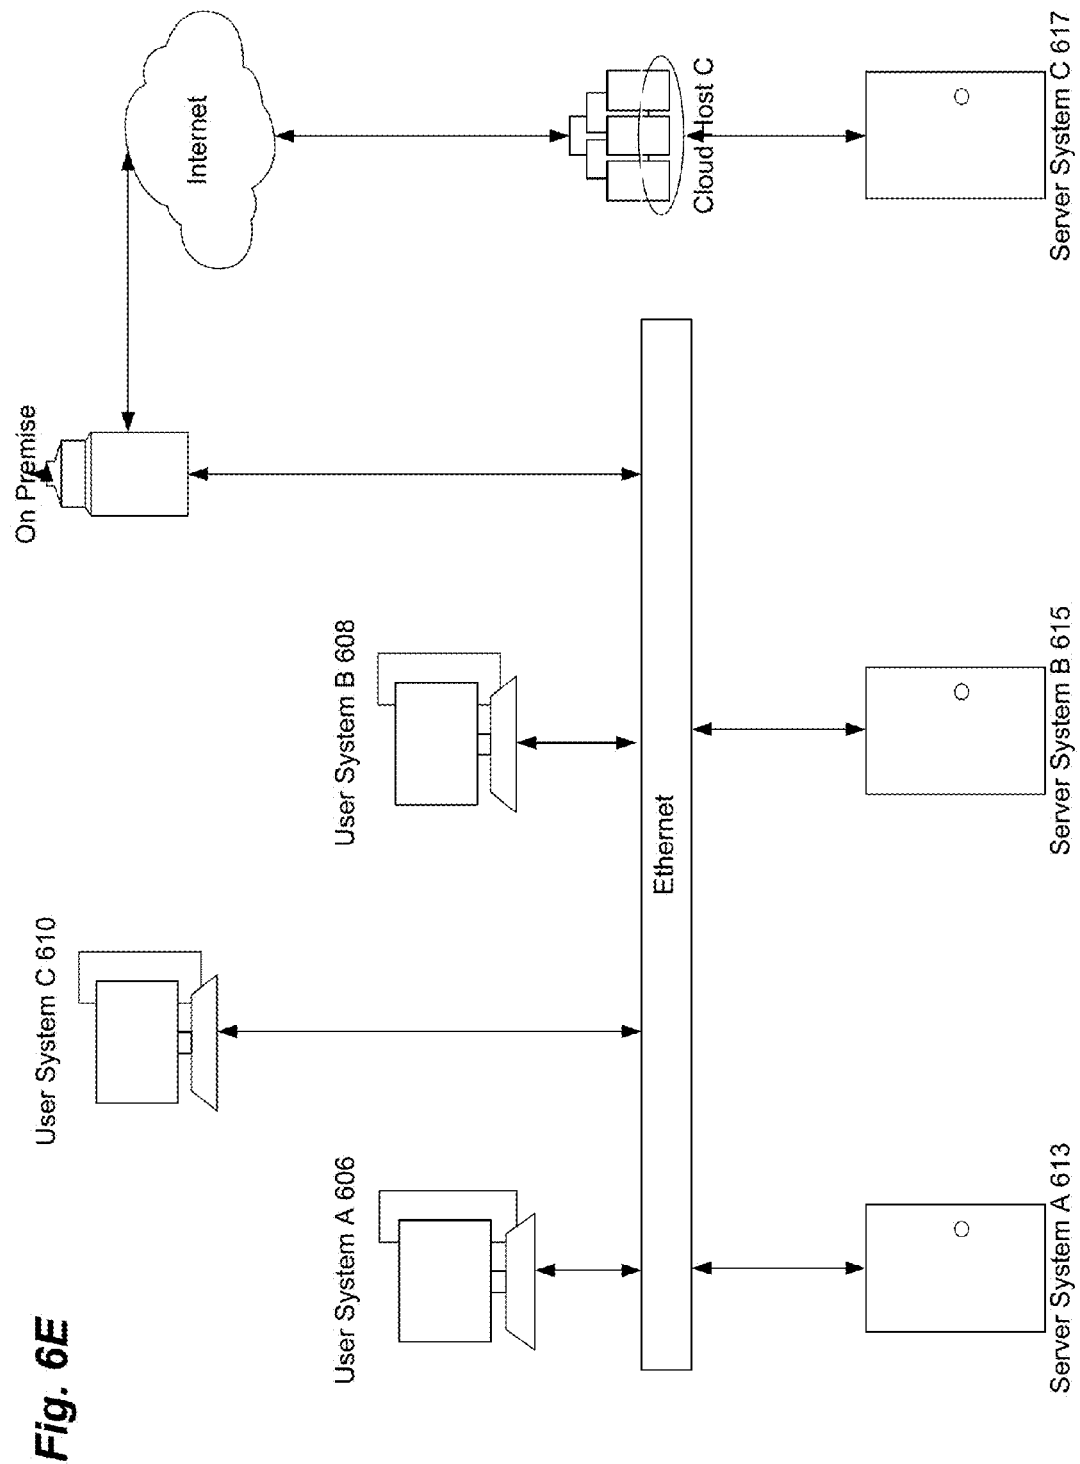 Fig. 6E
User System C 610
On Premise
Internet
User System A 606
User System B 608
Ethernet
Cloud Host C
Server System A 613
Server System B 615
Server System C 617